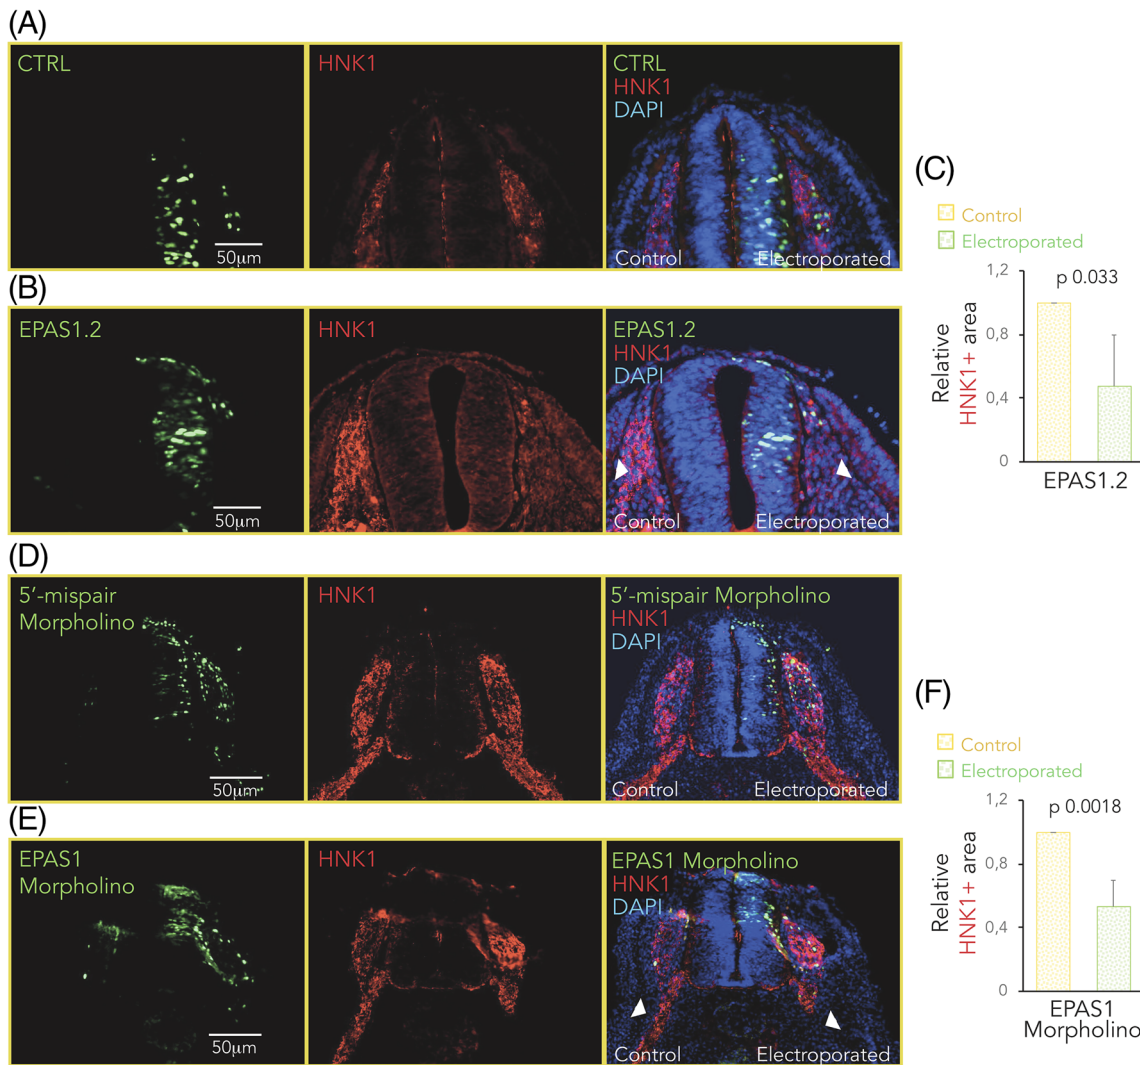 (A)
CTRL
HNK1
CTRL
HNK1
DAPI
50µm
Control
Electroporated
(B)
EPAS1.2
HNK1
EPAS1.2
HNK1
DAPI
50µm
Control
Electroporated
(C)
Control
Electroporated
1,2
0,8
0,4
0
p 0.033
Relative
HNK1+ area
EPAS1.2
(D)
5’-mispair
Morpholino
HNK1
5’-mispair Morpholino
HNK1
DAPI
50µm
Control
Electroporated
(E)
EPAS1
Morpholino
HNK1
EPAS1 Morpholino
HNK1
DAPI
50µm
Control
Electroporated
(F)
Control
Electroporated
1,2
0,8
0,4
0
p 0.0018
Relative
HNK1+ area
EPAS1
Morpholino